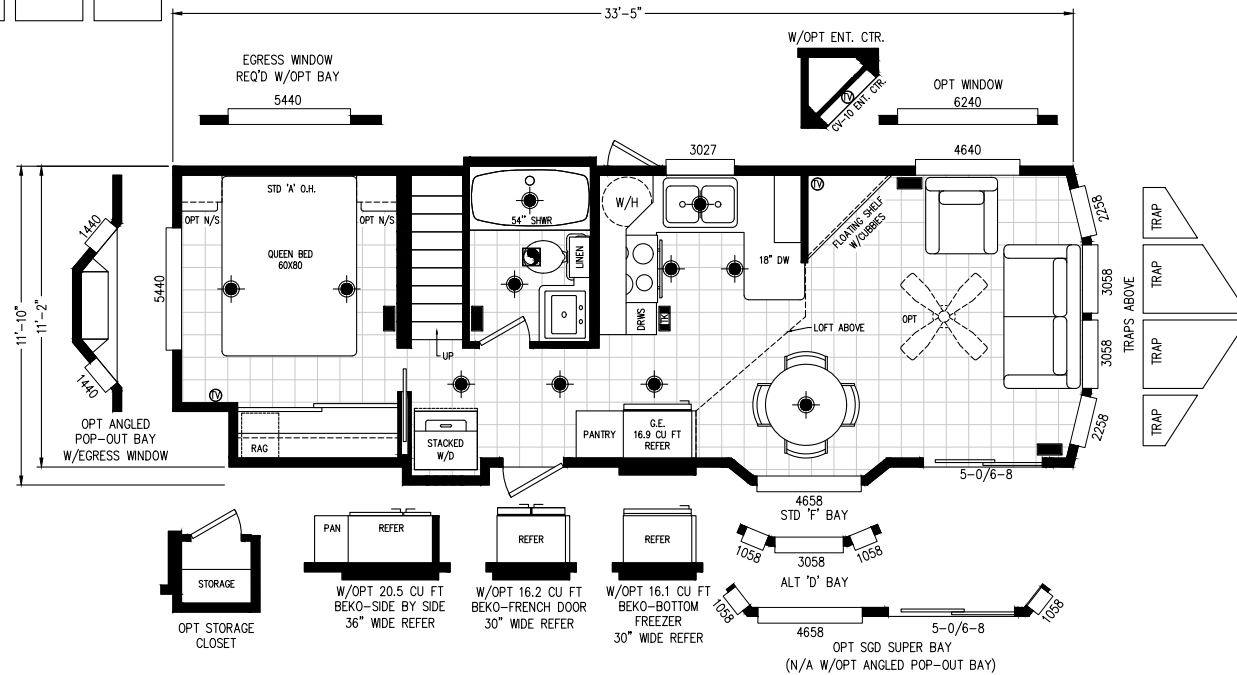 33'-5"
EGRESS WINDOW
REQ'D W/OPT BAY
5440
W/OPT ENT. CTR.
TV
CV-10 ENT. CTR.
OPT WINDOW
6240
3027
4640
11'-10"
11'-2"
1440
1440
OPT ANGLED
POP-OUT BAY
W/EGRESS WINDOW
5440
STD 'A' O.H.
OPT N/S
OPT N/S
QUEEN BED
60X80
TV
RAG
UP
54" SHWR
LINEN
W/H
DRWS
TK
18" DW
TV
FLOATING SHELF
W/CUBBIES
LOFT ABOVE
OPT
2258
3058
3058
2258
TRAPS ABOVE
TRAP
TRAP
TRAP
TRAP
STACKED
W/D
PANTRY
G.E.
16.9 CU FT
REFER
4658
STD 'F' BAY
5-0/6-8
1058
3058
1058
ALT 'D' BAY
1058
4658
5-0/6-8
1058
OPT SGD SUPER BAY
(N/A W/OPT ANGLED POP-OUT BAY)
STORAGE
OPT STORAGE
CLOSET
PAN
REFER
W/OPT 20.5 CU FT
BEKO-SIDE BY SIDE
36" WIDE REFER
REFER
W/OPT 16.2 CU FT
BEKO-FRENCH DOOR
30" WIDE REFER
REFER
W/OPT 16.1 CU FT
BEKO-BOTTOM
FREEZER
30" WIDE REFER